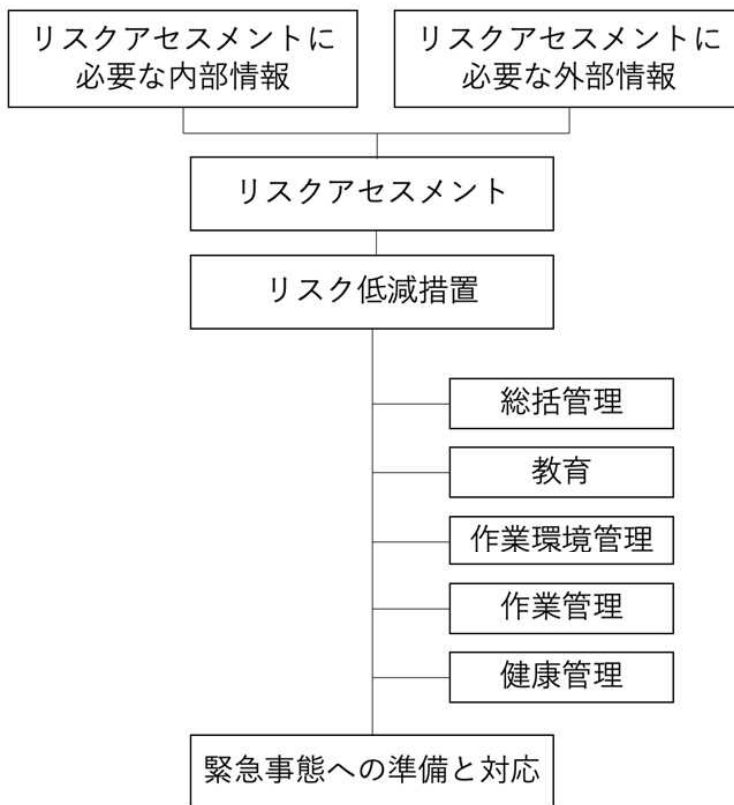 リスクアセスメントに
必要な内部情報
リスクアセスメントに
必要な外部情報
リスクアセスメント
リスク低減措置
総括管理
教育
作業環境管理
作業管理
健康管理
緊急事態への準備と対応